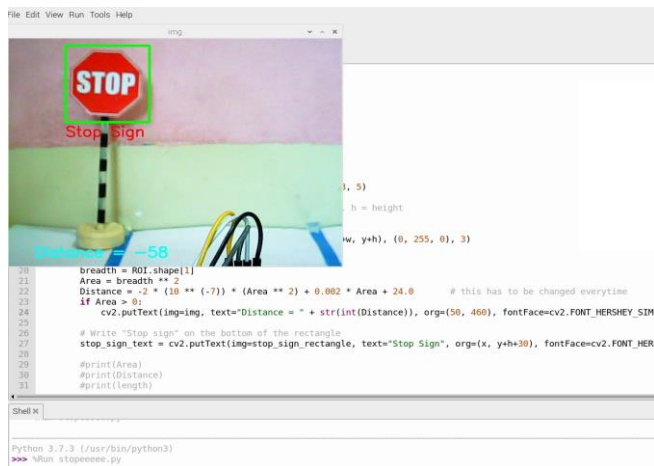 File Edit View Run Tools Help
img
STOP
Stop Sign
Distance = -58
3, 5)
, h = height
+w, y+h), (0, 255, 0), 3)
20 breadth = ROI.shape[1]
21 Area = breadth ** 2
22 Distance = -2 * (10 ** (-7)) * (Area ** 2) + 0.002 * Area + 24.0 # this has to be changed everytime
23 if Area > 0:
24 cv2.putText(img=img, text="Distance = " + str(int(Distance)), org=(50, 460), fontFace=cv2.FONT_HERSHEY_SIM
25
26 # Write "Stop sign" on the bottom of the rectangle
27 stop_sign_text = cv2.putText(img=stop_sign_rectangle, text="Stop Sign", org=(x, y+h+30), fontFace=cv2.FONT_HER
28
29 #print(Area)
30 #print(Distance)
31 #print(length)
Shell ×
Python 3.7.3 (/usr/bin/python3)
>>> %Run stopeeeee.py